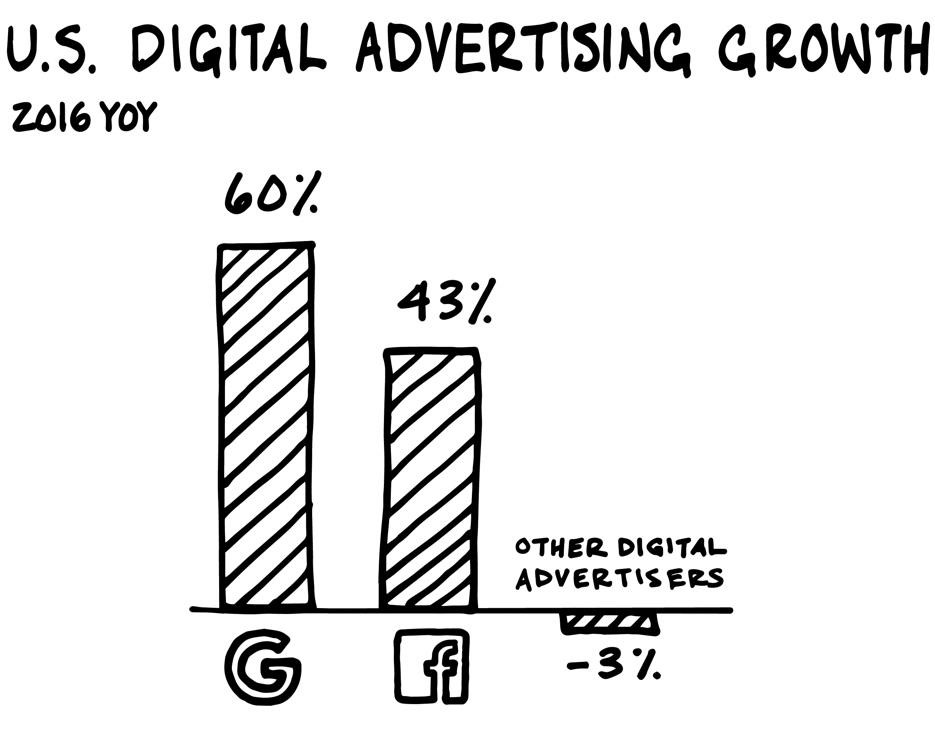 U.S. DIGITAL ADVERTISING GROWTH
2016 YOY
60%
43%
OTHER DIGITAL
ADVERTISERS
-3%
G
f